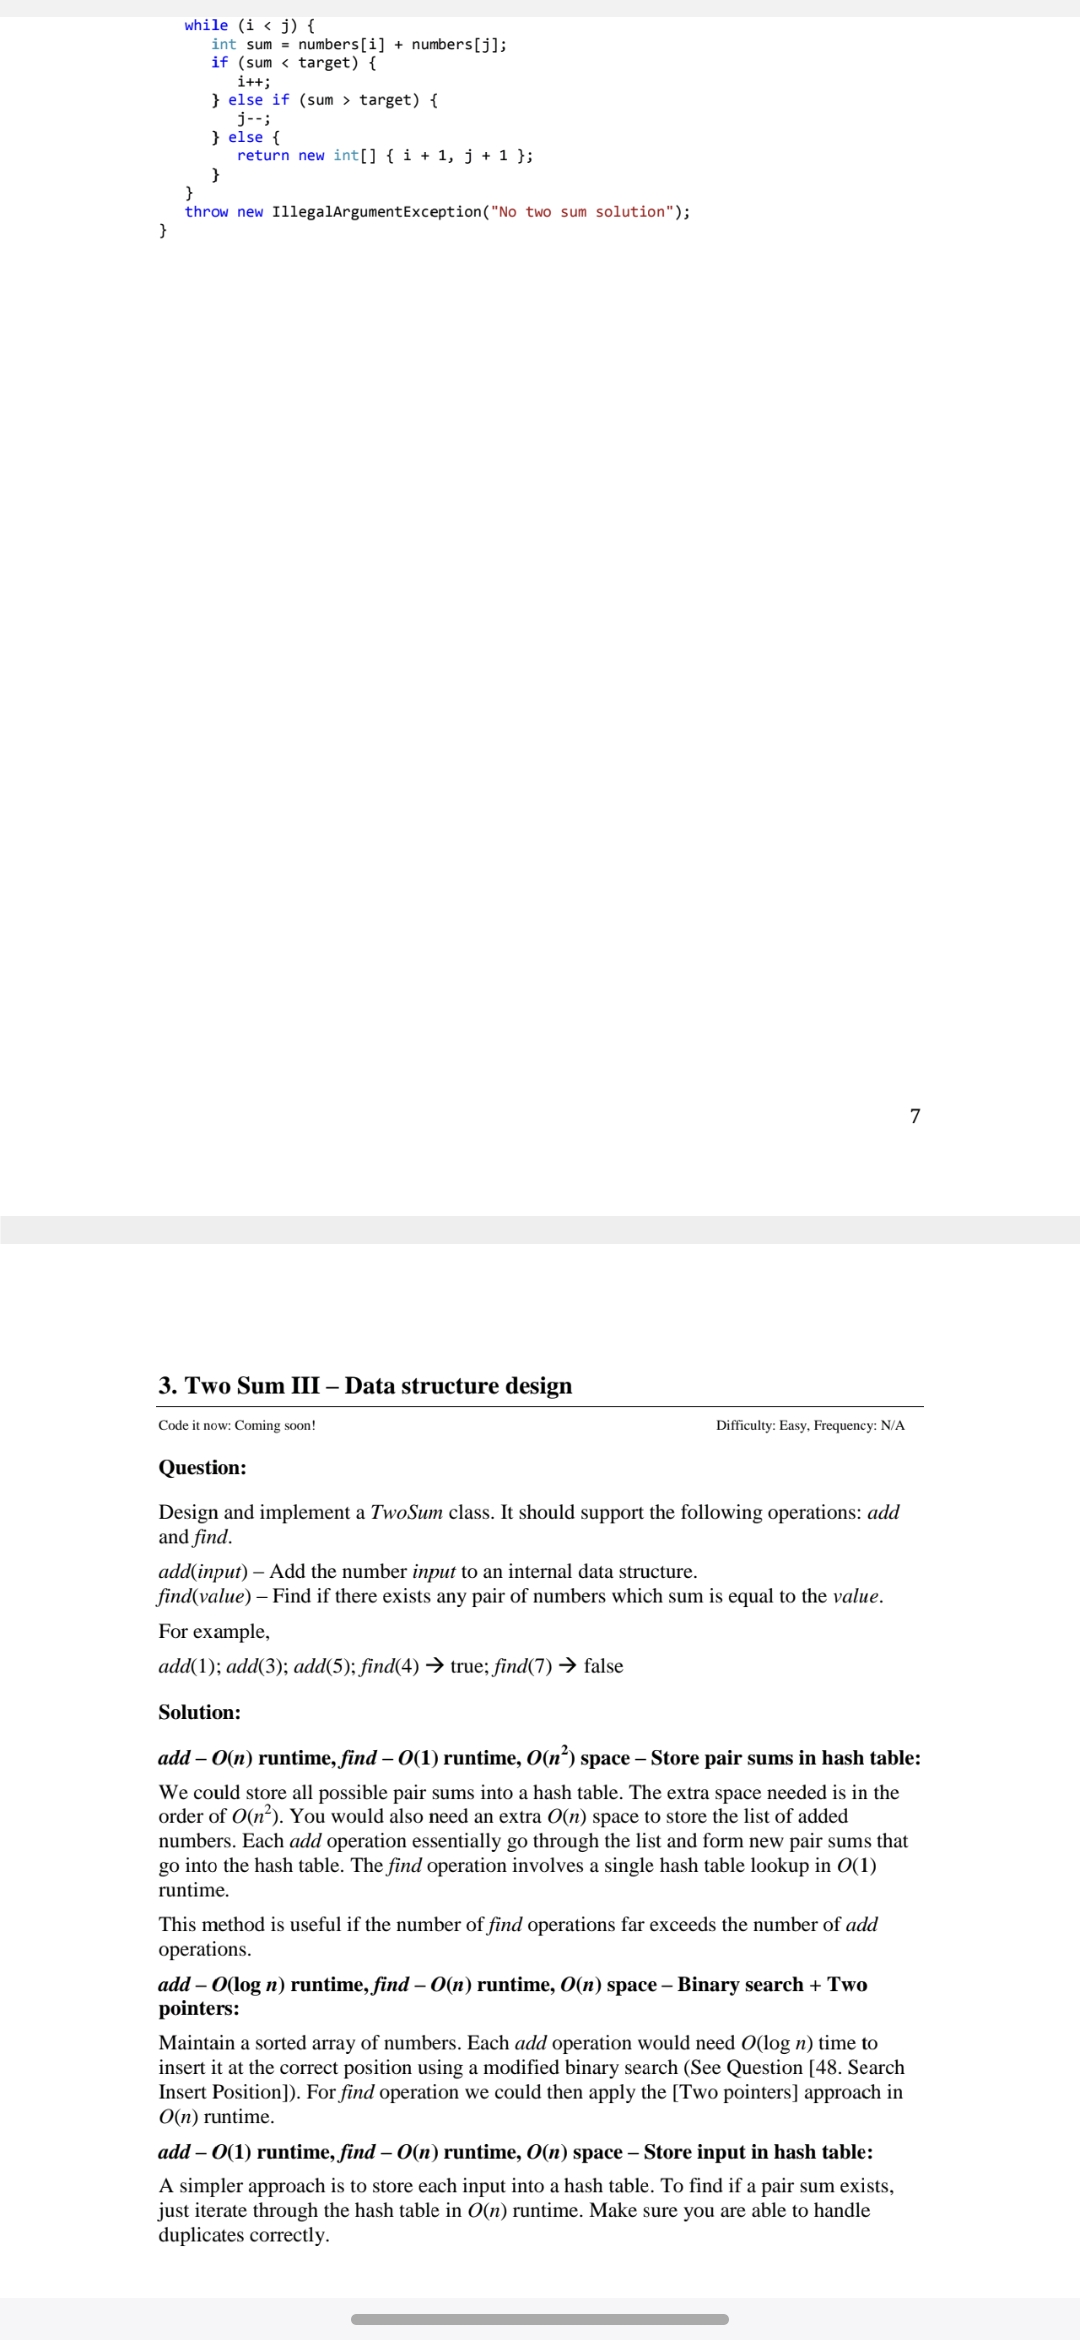 while (i < j) {
int sum = numbers[i] + numbers[j];
if (sum < target) {
i++;
} else if (sum > target) {
j--;
} else {
return new int[] { i + 1, j + 1 };
}
}
throw new IllegalArgumentException("No two sum solution");
}
7
3. Two Sum III – Data structure design
Code it now: Coming soon! Difficulty: Easy, Frequency: N/A
Question:
Design and implement a TwoSum class. It should support the following operations: add
and find.
add(input) – Add the number input to an internal data structure.
find(value) – Find if there exists any pair of numbers which sum is equal to the value.
For example,
add(1); add(3); add(5); find(4) → true; find(7) → false
Solution:
add – O(n) runtime, find – O(1) runtime, O(n²) space – Store pair sums in hash table:
We could store all possible pair sums into a hash table. The extra space needed is in the
order of O(n²). You would also need an extra O(n) space to store the list of added
numbers. Each add operation essentially go through the list and form new pair sums that
go into the hash table. The find operation involves a single hash table lookup in O(1)
runtime.
This method is useful if the number of find operations far exceeds the number of add
operations.
add – O(log n) runtime, find – O(n) runtime, O(n) space – Binary search + Two
pointers:
Maintain a sorted array of numbers. Each add operation would need O(log n) time to
insert it at the correct position using a modified binary search (See Question [48. Search
Insert Position]). For find operation we could then apply the [Two pointers] approach in
O(n) runtime.
add – O(1) runtime, find – O(n) runtime, O(n) space – Store input in hash table:
A simpler approach is to store each input into a hash table. To find if a pair sum exists,
just iterate through the hash table in O(n) runtime. Make sure you are able to handle
duplicates correctly.